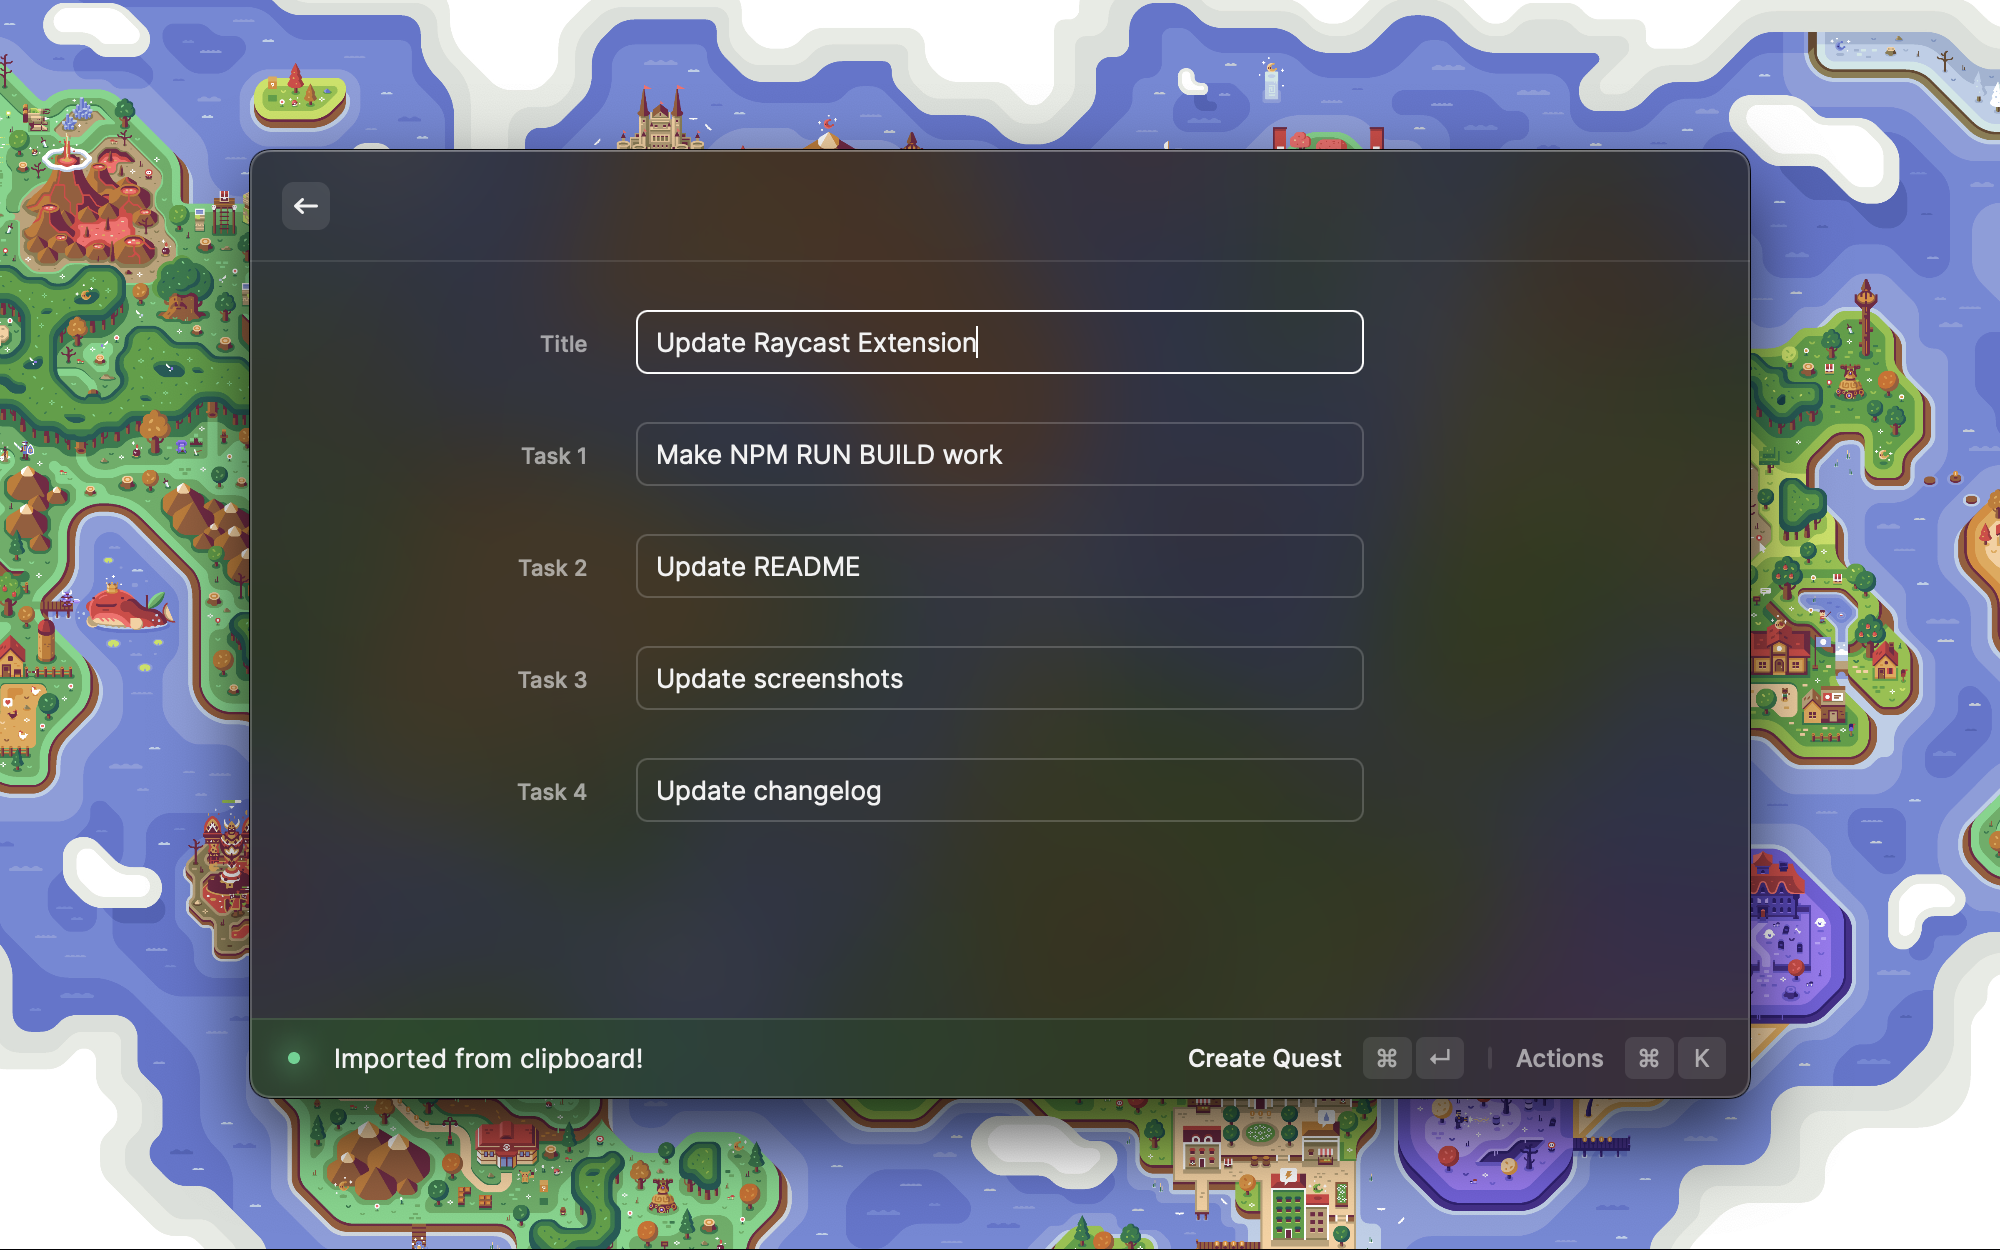 Title
Update Raycast Extension
Task 1
Make NPM RUN BUILD work
Task 2
Update README
Task 3
Update screenshots
Task 4
Update changelog
Imported from clipboard!
Create Quest ⌘ ↵ Actions ⌘ K